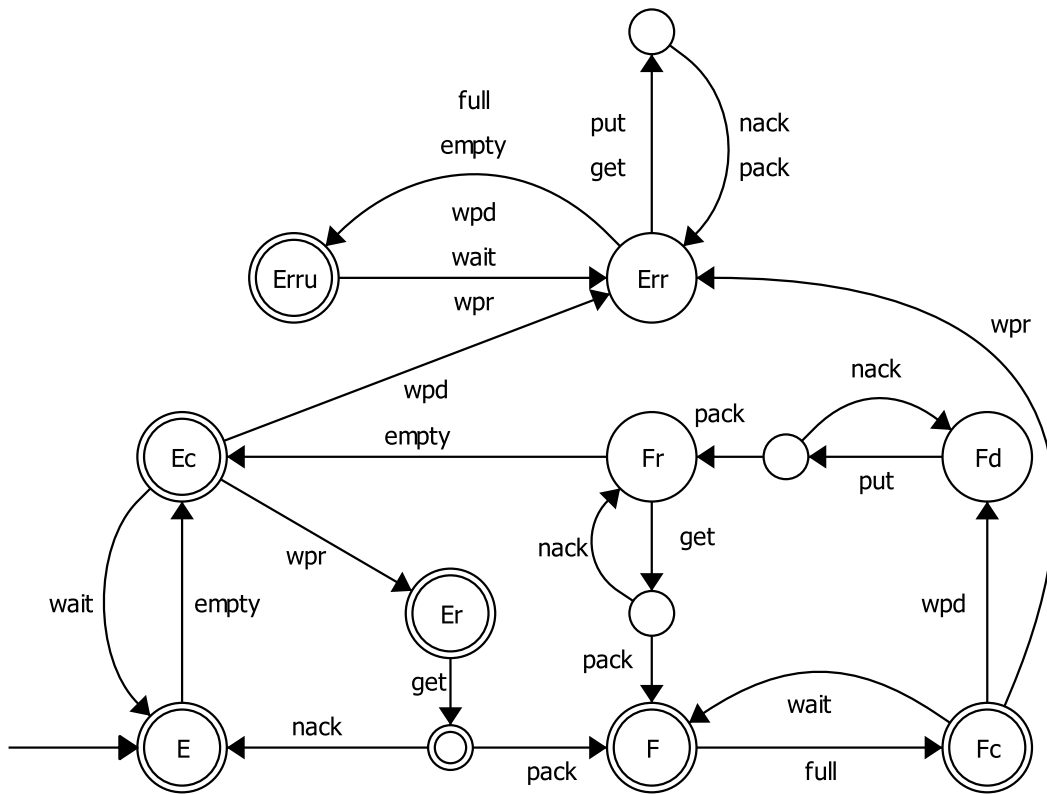 full
empty
put
get
nack
pack
wpd
wait
wpr
Erru
Err
wpr
wpd
nack
pack
empty
Ec
Fr
Fd
put
get
nack
wpr
wait
empty
Er
wpd
get
pack
wait
nack
E
F
Fc
pack
full